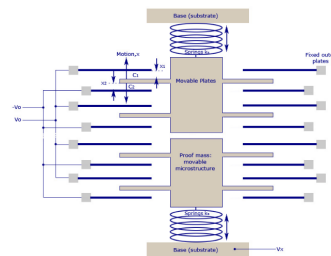 Base (substrate)
Springs ks
Motion,x
x₁
Fixed outer
plates
C₁
Movable Plates
x₂
C₂
-Vo
Vo
Proof mass:
movable
microstructure
Springs ks
Base (substrate)
Vx